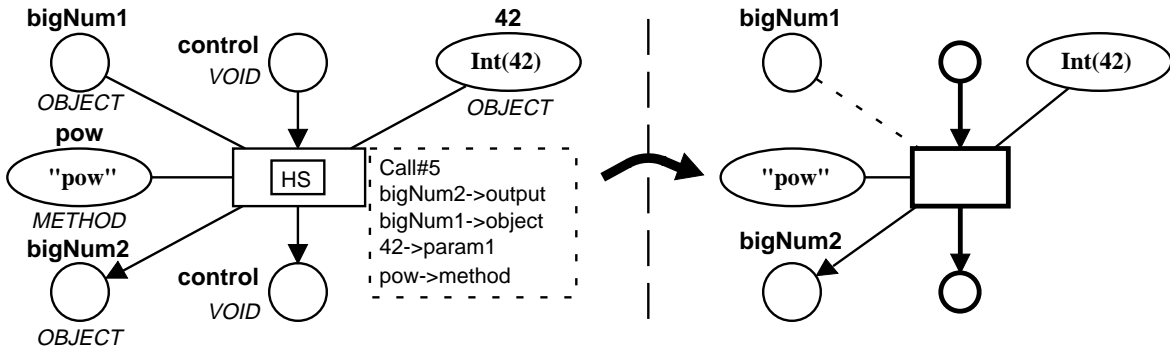 bigNum1
OBJECT
control
VOID
42
Int(42)
OBJECT
pow
"pow"
METHOD
HS
Call#5
bigNum2->output
bigNum1->object
42->param1
pow->method
bigNum2
OBJECT
control
VOID
bigNum1
Int(42)
"pow"
bigNum2